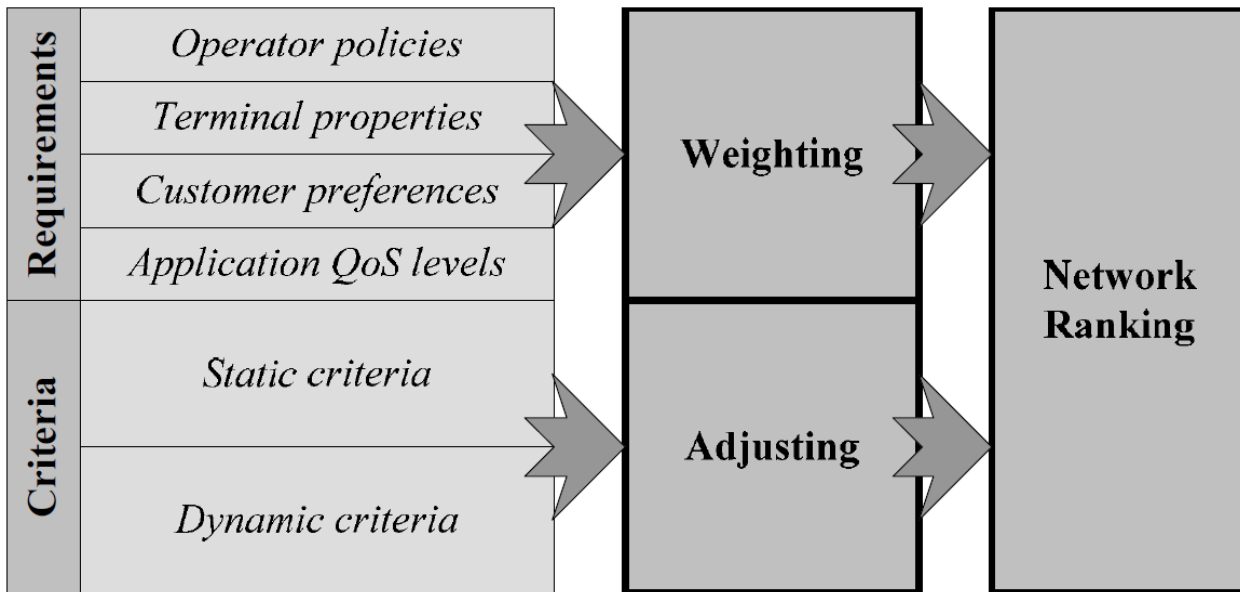 Requirements
Operator policies
Terminal properties
Customer preferences
Application QoS levels
Criteria
Static criteria
Dynamic criteria
Weighting
Adjusting
Network
Ranking